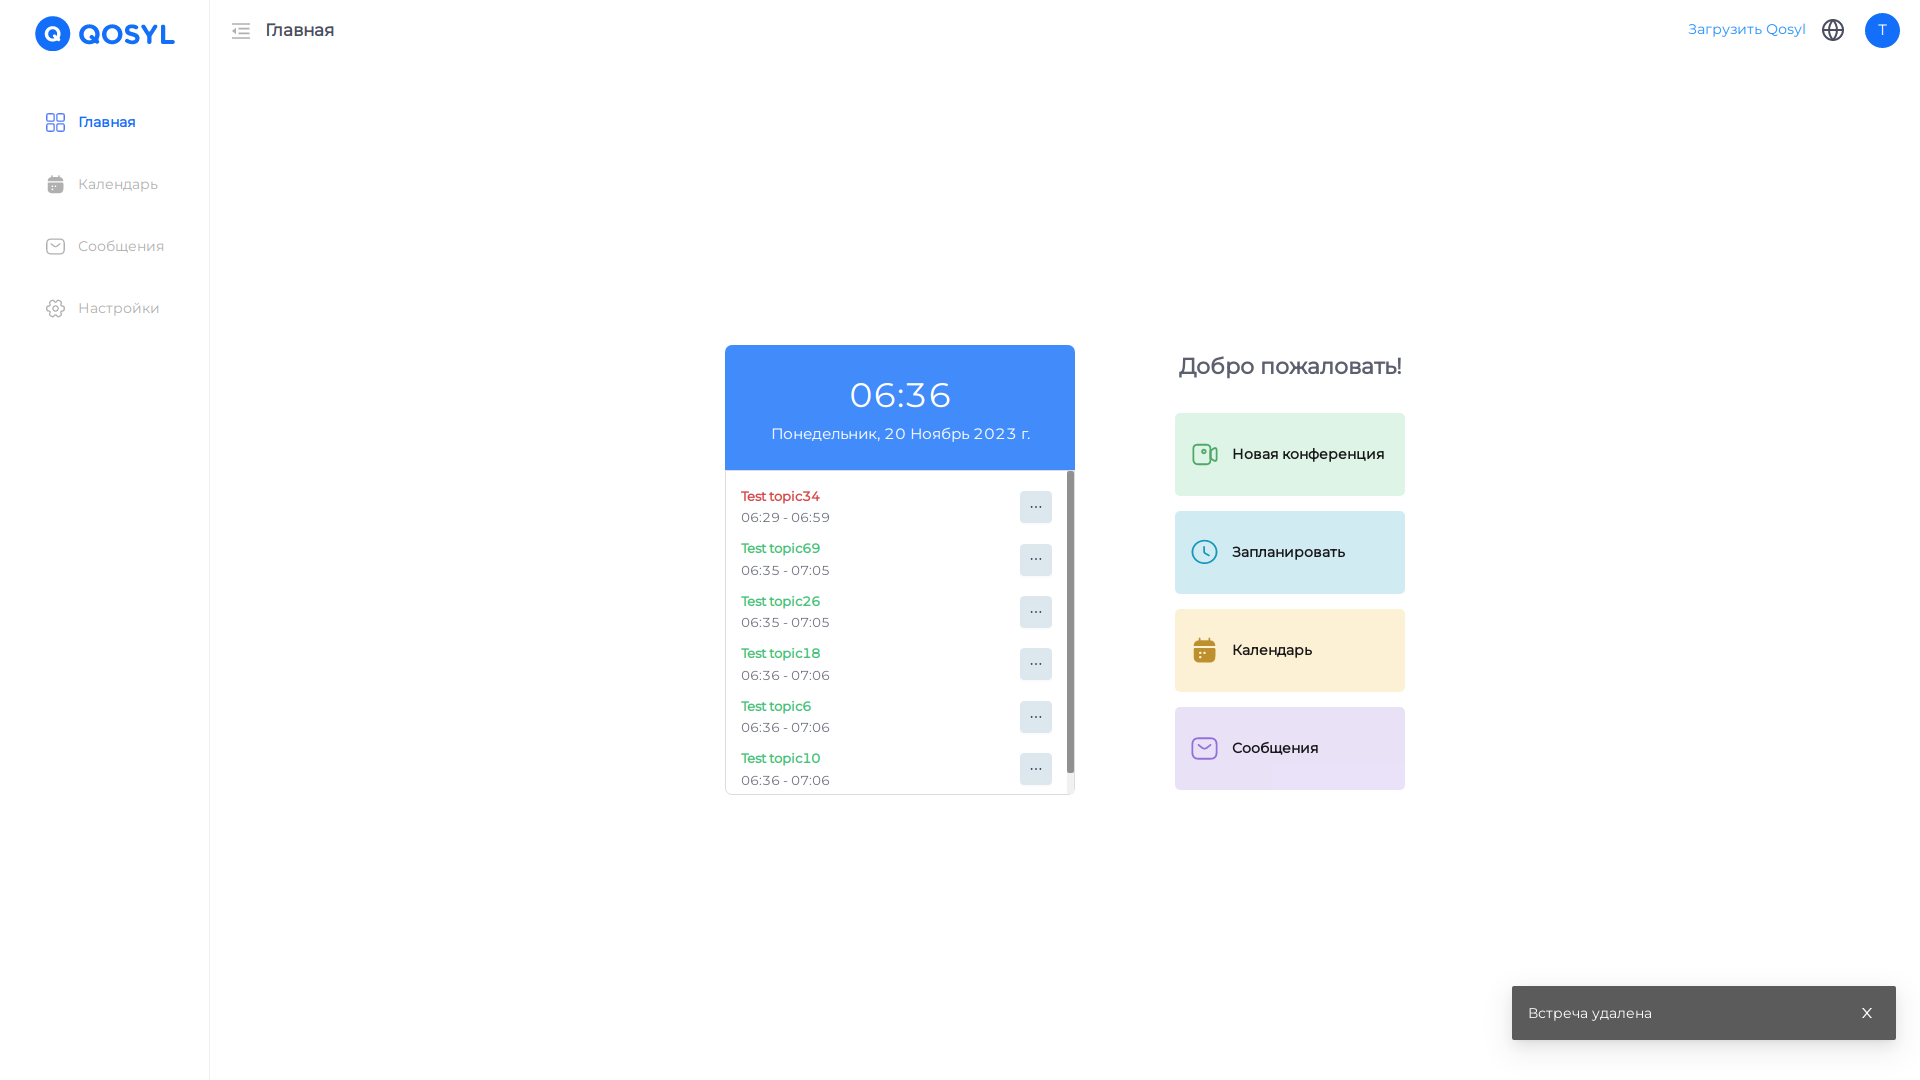 QOSYL
Главная
Загрузить Qosyl
T
Главная
Календарь
Сообщения
Настройки
06:36
Понедельник, 20 Ноябрь 2023 г.
Test topic34
06:29 - 06:59
Test topic69
06:35 - 07:05
Test topic26
06:35 - 07:05
Test topic18
06:36 - 07:06
Test topic6
06:36 - 07:06
Test topic10
06:36 - 07:06
Добро пожаловать!
Новая конференция
Запланировать
Календарь
Сообщения
Встреча удалена X